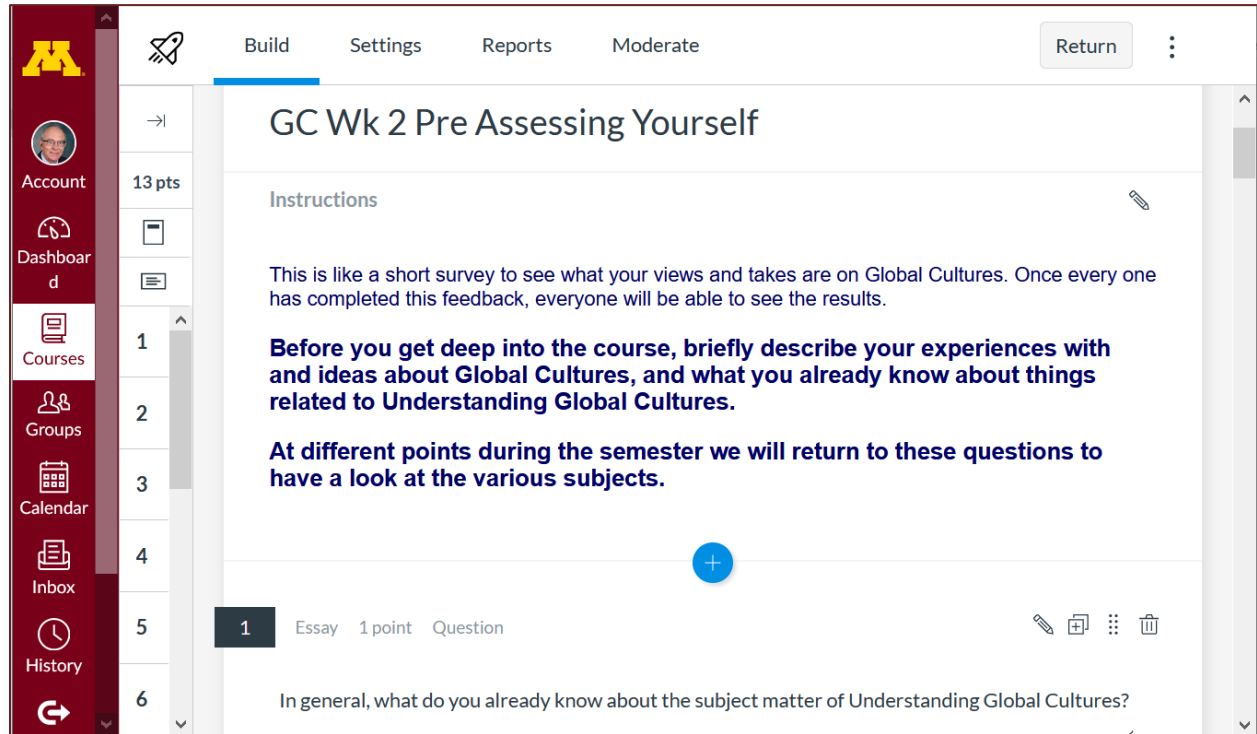 M
Build Settings Reports Moderate Return
GC Wk 2 Pre Assessing Yourself
Account
13 pts
Instructions
Dashboar
d
This is like a short survey to see what your views and takes are on Global Cultures. Once every one
has completed this feedback, everyone will be able to see the results.
Courses
1
Before you get deep into the course, briefly describe your experiences with
and ideas about Global Cultures, and what you already know about things
related to Understanding Global Cultures.
Groups
2
At different points during the semester we will return to these questions to
have a look at the various subjects.
Calendar
3
4
Inbox
5
1 Essay 1 point Question
History
6
In general, what do you already know about the subject matter of Understanding Global Cultures?